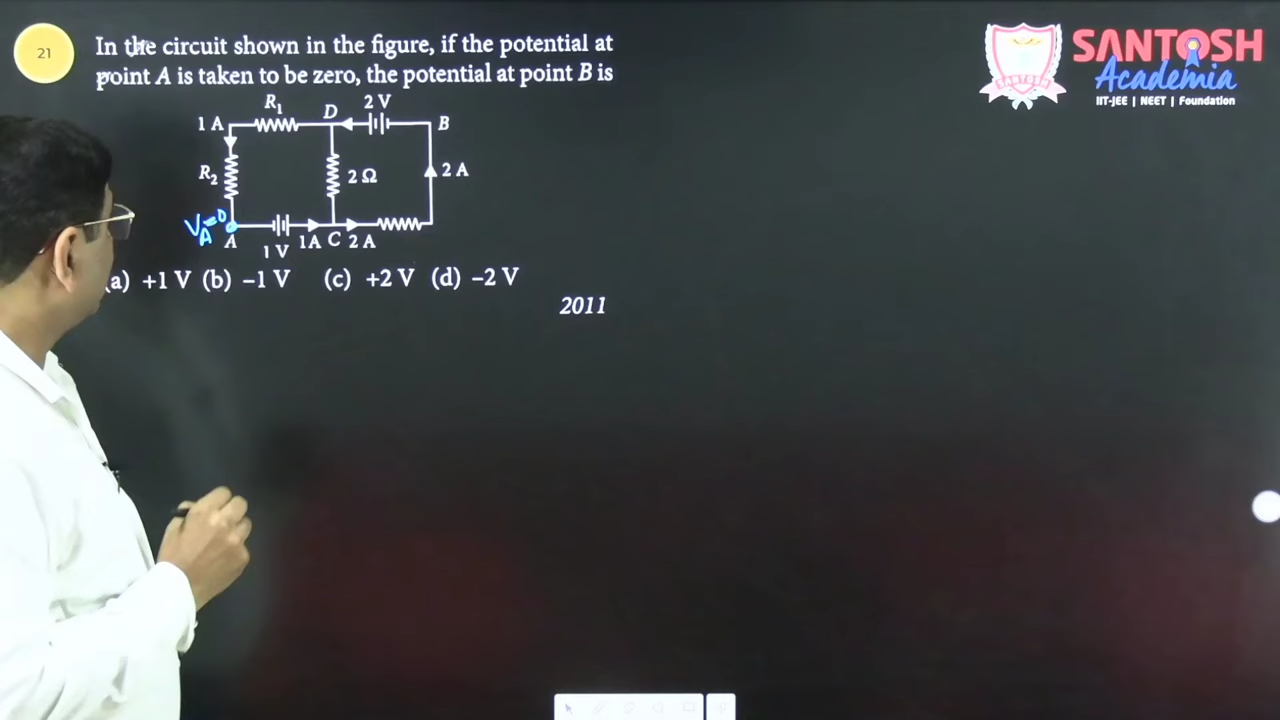 21
In the circuit shown in the figure, if the potential at
point A is taken to be zero, the potential at point B is
R1
D
2 V
1 A
B
R2
2 Ω
2 A
VA=0
A
1 V
1A
C
2 A
(a) +1 V (b) −1 V (c) +2 V (d) −2 V
2011
SANTOSH
SANTOSH
Academia
IIT-JEE | NEET | Foundation